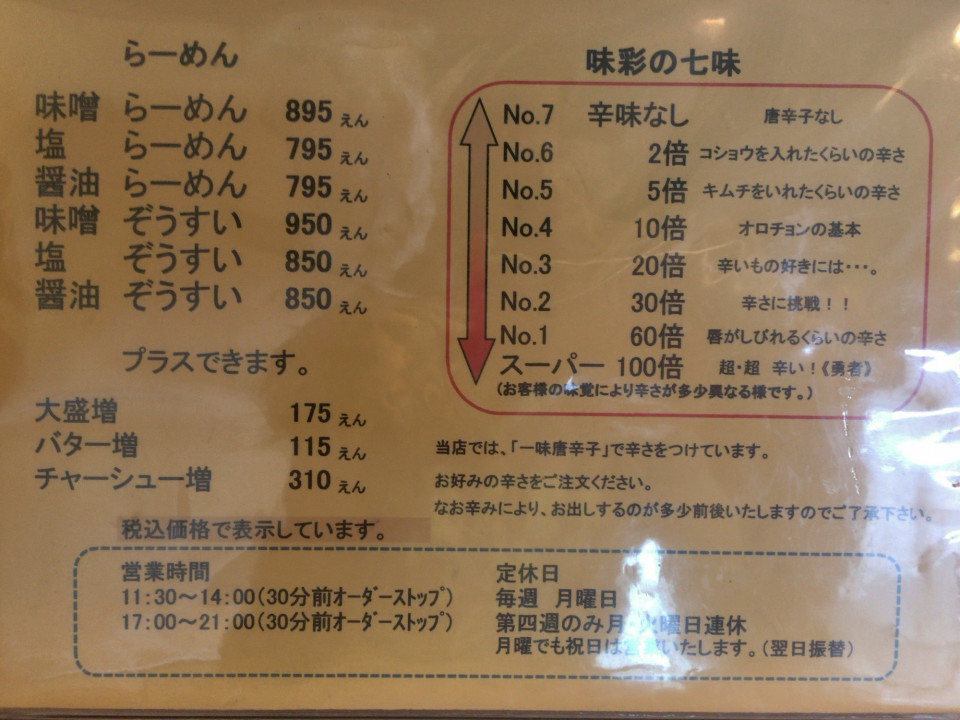 らーめん
味噌 らーめん 895えん
塩 らーめん 795えん
醤油 らーめん 795えん
味噌 ぞうすい 950えん
塩 ぞうすい 850えん
醤油 ぞうすい 850えん
プラスできます。
大盛増 175えん
バター増 115えん
チャーシュー増 310えん
税込価格で表示しています。
味彩の七味
No.7 辛味なし 唐辛子なし
No.6 2倍 コショウを入れたくらいの辛さ
No.5 5倍 キムチをいれたくらいの辛さ
No.4 10倍 オロチョンの基本
No.3 20倍 辛いもの好きには・・・。
No.2 30倍 辛さに挑戦！！
No.1 60倍 唇がしびれるくらいの辛さ
スーパー 100倍 超・超 辛い！《勇者》
(お客様の味覚により辛さが多少異なる様です。)
当店では、「一味唐辛子」で辛さをつけています。
お好みの辛さをご注文ください。
なお辛みにより、お出しするのが多少前後いたしますのでご了承下さい。
営業時間
11:30～14:00(30分前オーダーストップ)
17:00～21:00(30分前オーダーストップ)
定休日
毎週 月曜日
第四週のみ月・火曜日連休
月曜でも祝日は営業いたします。(翌日振替)